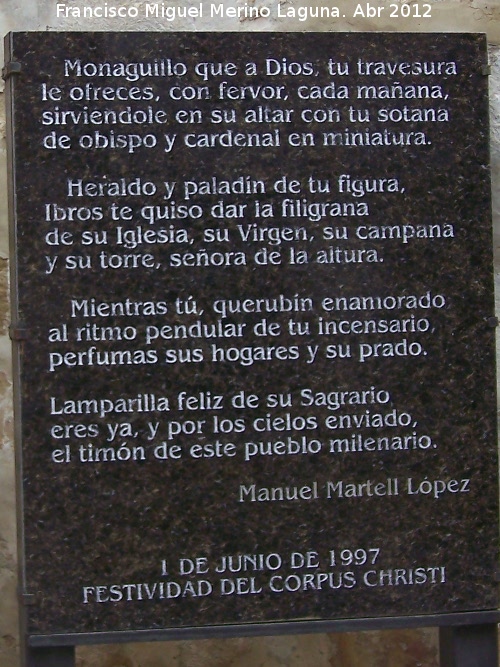 Francisco Miguel Merino Laguna. Abr 2012
Monaguillo que a Dios, tu travesura
le ofreces, con fervor, cada mañana,
sirviéndole en su altar con tu sotana
de obispo y cardenal en miniatura.
Heraldo y paladín de tu figura,
Ibros te quiso dar la filigrana
de su Iglesia, su Virgen, su campana
y su torre, señora de la altura.
Mientras tú, querubín enamorado
al ritmo pendular de tu incensario,
perfumas sus hogares y su prado.
Lamparilla feliz de su Sagrario
eres ya, y por los cielos enviado,
el timón de este pueblo milenario.
Manuel Martell López
1 DE JUNIO DE 1997
FESTIVIDAD DEL CORPUS CHRISTI